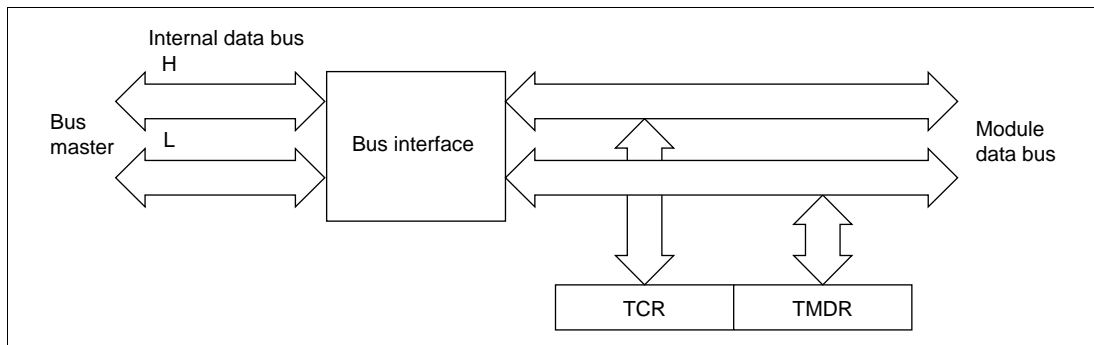 Internal data bus
H
Bus
master
L
Bus interface
Module
data bus
TCR
TMDR